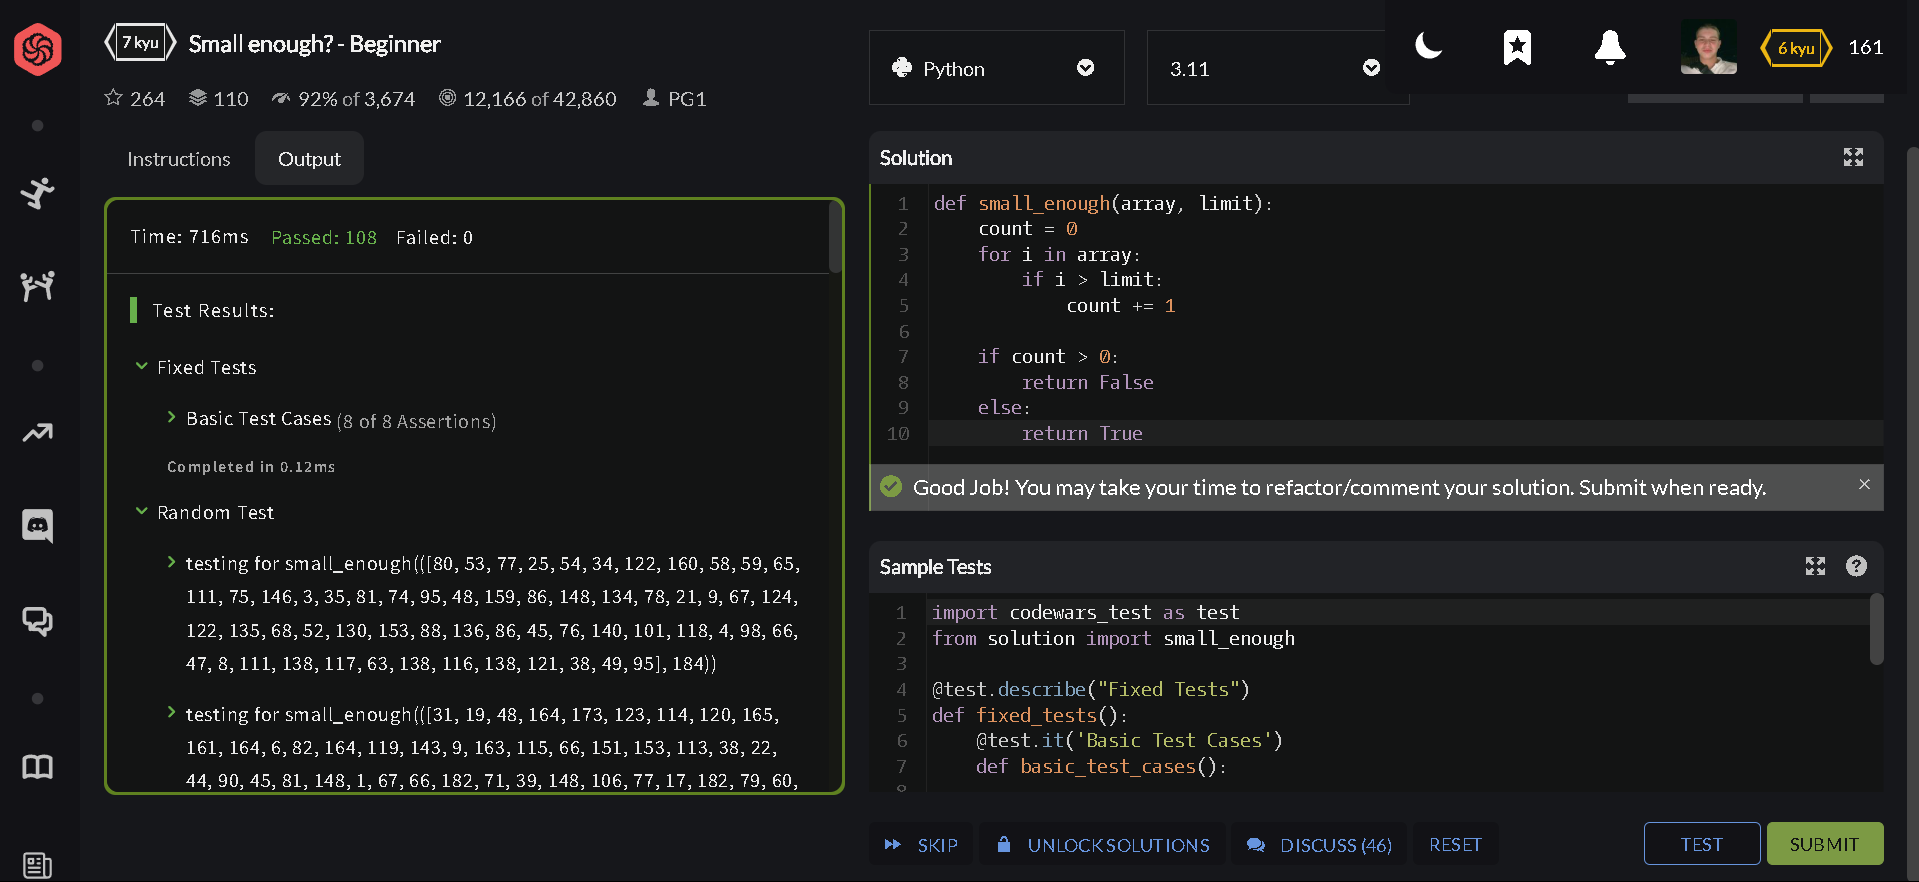 7 kyu Small enough? - Beginner
264 110 92% of 3,674 12,166 of 42,860 PG1
Python
3.11
6 kyu 161
Instructions Output
Time: 716ms Passed: 108 Failed: 0
Test Results:
Fixed Tests
Basic Test Cases (8 of 8 Assertions)
Completed in 0.12ms
Random Test
testing for small_enough(([80, 53, 77, 25, 54, 34, 122, 160, 58, 59, 65,
111, 75, 146, 3, 35, 81, 74, 95, 48, 159, 86, 148, 134, 78, 21, 9, 67, 124,
122, 135, 68, 52, 130, 153, 88, 136, 86, 45, 76, 140, 101, 118, 4, 98, 66,
47, 8, 111, 138, 117, 63, 138, 116, 138, 121, 38, 49, 95], 184))
testing for small_enough(([31, 19, 48, 164, 173, 123, 114, 120, 165,
161, 164, 6, 82, 164, 119, 143, 9, 163, 115, 66, 151, 153, 113, 38, 22,
44, 90, 45, 81, 148, 1, 67, 66, 182, 71, 39, 148, 106, 77, 17, 182, 79, 60,
Solution
1 def small_enough(array, limit):
2     count = 0
3     for i in array:
4         if i > limit:
5             count += 1
6
7     if count > 0:
8         return False
9     else:
10         return True
Good Job! You may take your time to refactor/comment your solution. Submit when ready.
Sample Tests
1 import codewars_test as test
2 from solution import small_enough
3
4 @test.describe("Fixed Tests")
5 def fixed_tests():
6     @test.it('Basic Test Cases')
7     def basic_test_cases():
8
SKIP UNLOCK SOLUTIONS DISCUSS (46) RESET TEST SUBMIT